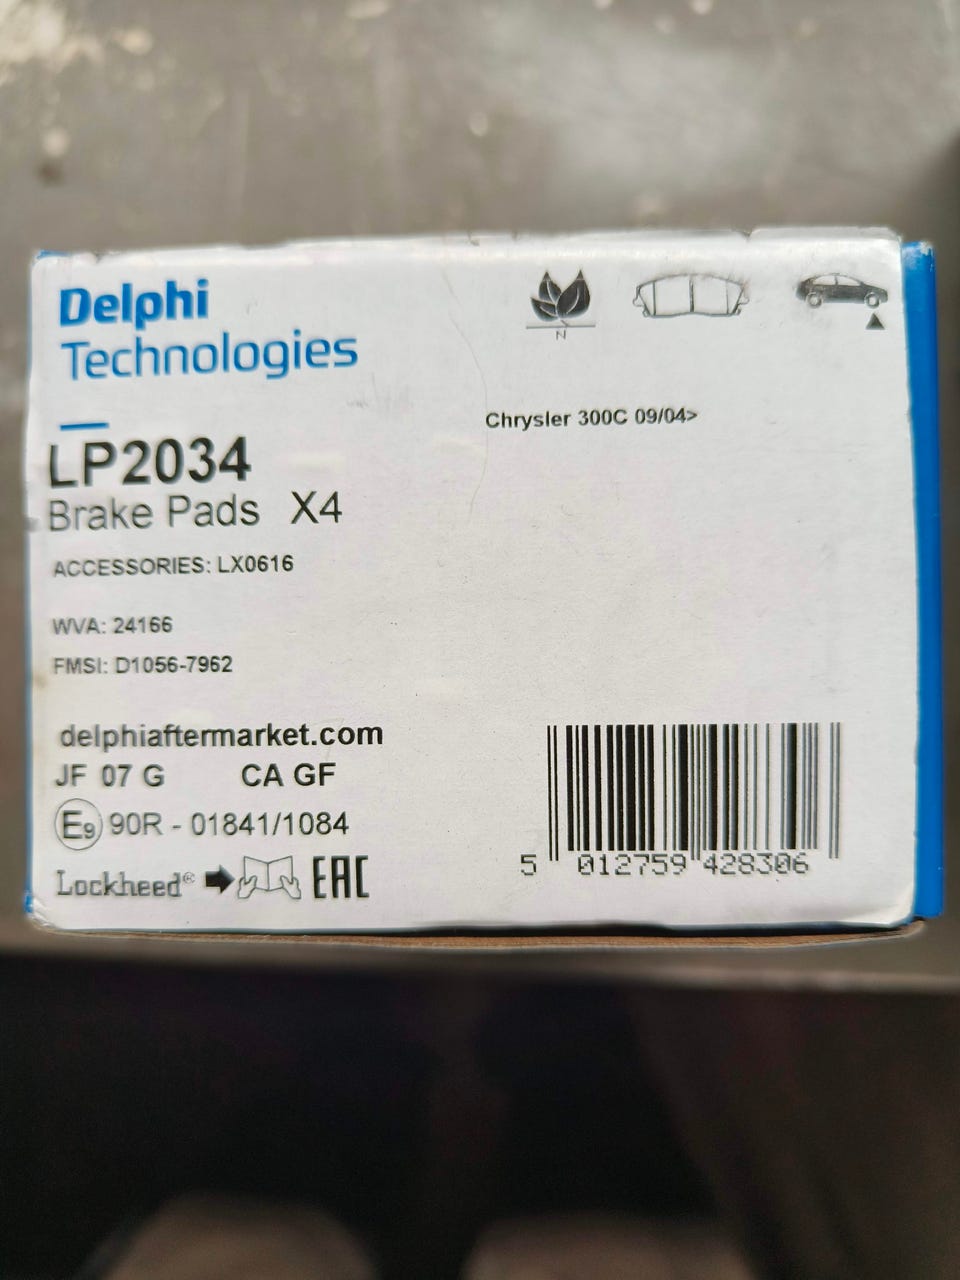 Delphi
Technologies
N
Chrysler 300C 09/04>
LP2034
Brake Pads X4
ACCESSORIES: LX0616
WVA: 24166
FMSI: D1056-7962
delphiaftermarket.com
JF 07 G CA GF
E9 90R - 01841/1084
Lockheed® EAC
5 012759 428306